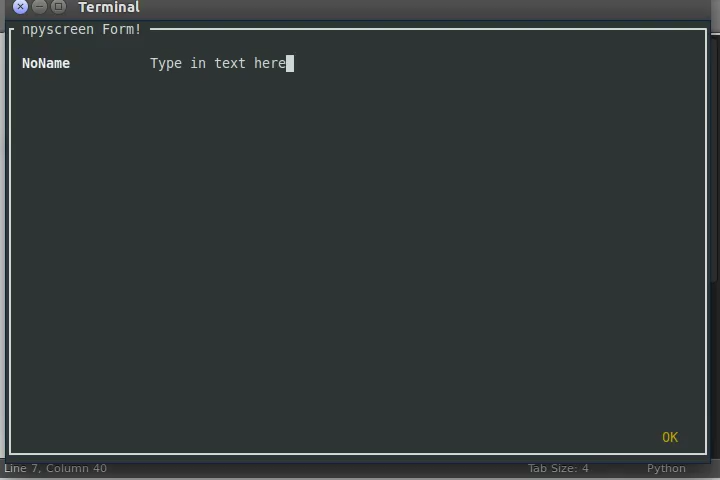 Terminal
npyscreen Form!
NoName Type in text here
OK
Line 7, Column 40 Tab Size: 4 Python